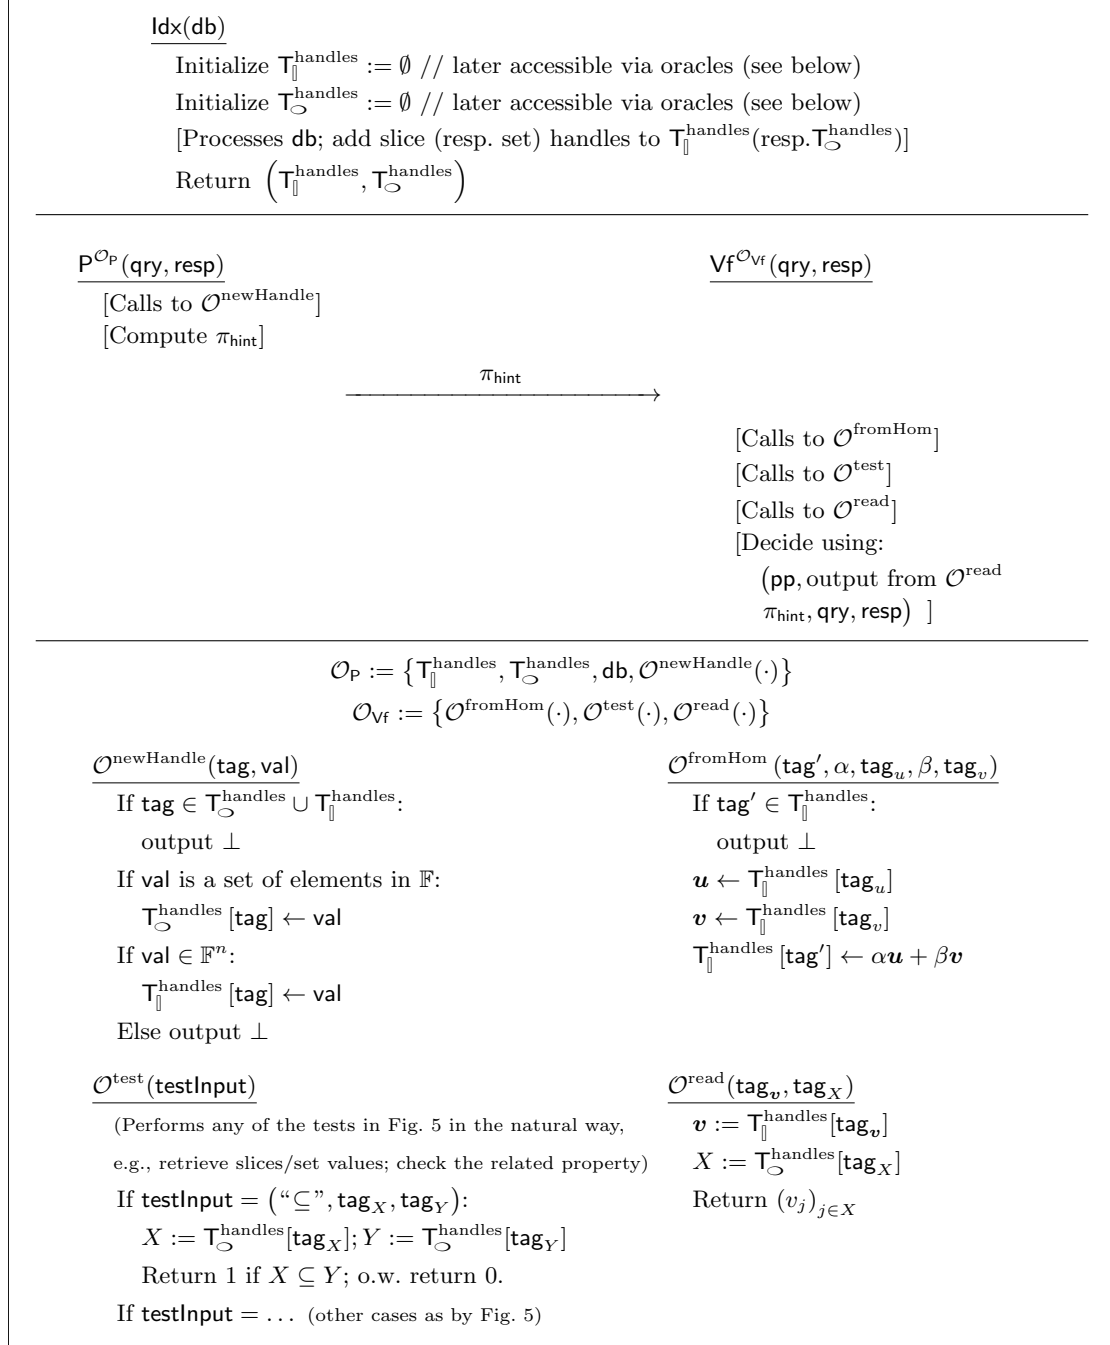 Idx(db)
Initialize T_[]^handles := ∅ // later accessible via oracles (see below)
Initialize T_○^handles := ∅ // later accessible via oracles (see below)
[Processes db; add slice (resp. set) handles to T_[]^handles(resp.T_○^handles)]
Return (T_[]^handles, T_○^handles)
P^{O_P}(qry, resp)
[Calls to O^newHandle]
[Compute π_hint]
Vf^{O_Vf}(qry, resp)
π_hint
[Calls to O^fromHom]
[Calls to O^test]
[Calls to O^read]
[Decide using:
(pp, output from O^read
π_hint, qry, resp) ]
O_P := {T_[]^handles, T_○^handles, db, O^newHandle(·)}
O_Vf := {O^fromHom(·), O^test(·), O^read(·)}
O^newHandle(tag, val)
If tag ∈ T_○^handles ∪ T_[]^handles:
output ⊥
If val is a set of elements in 𝔽:
T_○^handles [tag] ← val
If val ∈ 𝔽^n:
T_[]^handles [tag] ← val
Else output ⊥
O^fromHom (tag′, α, tag_u, β, tag_v)
If tag′ ∈ T_[]^handles:
output ⊥
u ← T_[]^handles [tag_u]
v ← T_[]^handles [tag_v]
T_[]^handles [tag′] ← αu + βv
O^test(testInput)
(Performs any of the tests in Fig. 5 in the natural way,
e.g., retrieve slices/set values; check the related property)
If testInput = (“⊆”, tag_X, tag_Y):
X := T_○^handles[tag_X]; Y := T_○^handles[tag_Y]
Return 1 if X ⊆ Y; o.w. return 0.
If testInput = ... (other cases as by Fig. 5)
O^read(tag_v, tag_X)
v := T_[]^handles[tag_v]
X := T_○^handles[tag_X]
Return (v_j)_{j∈X}